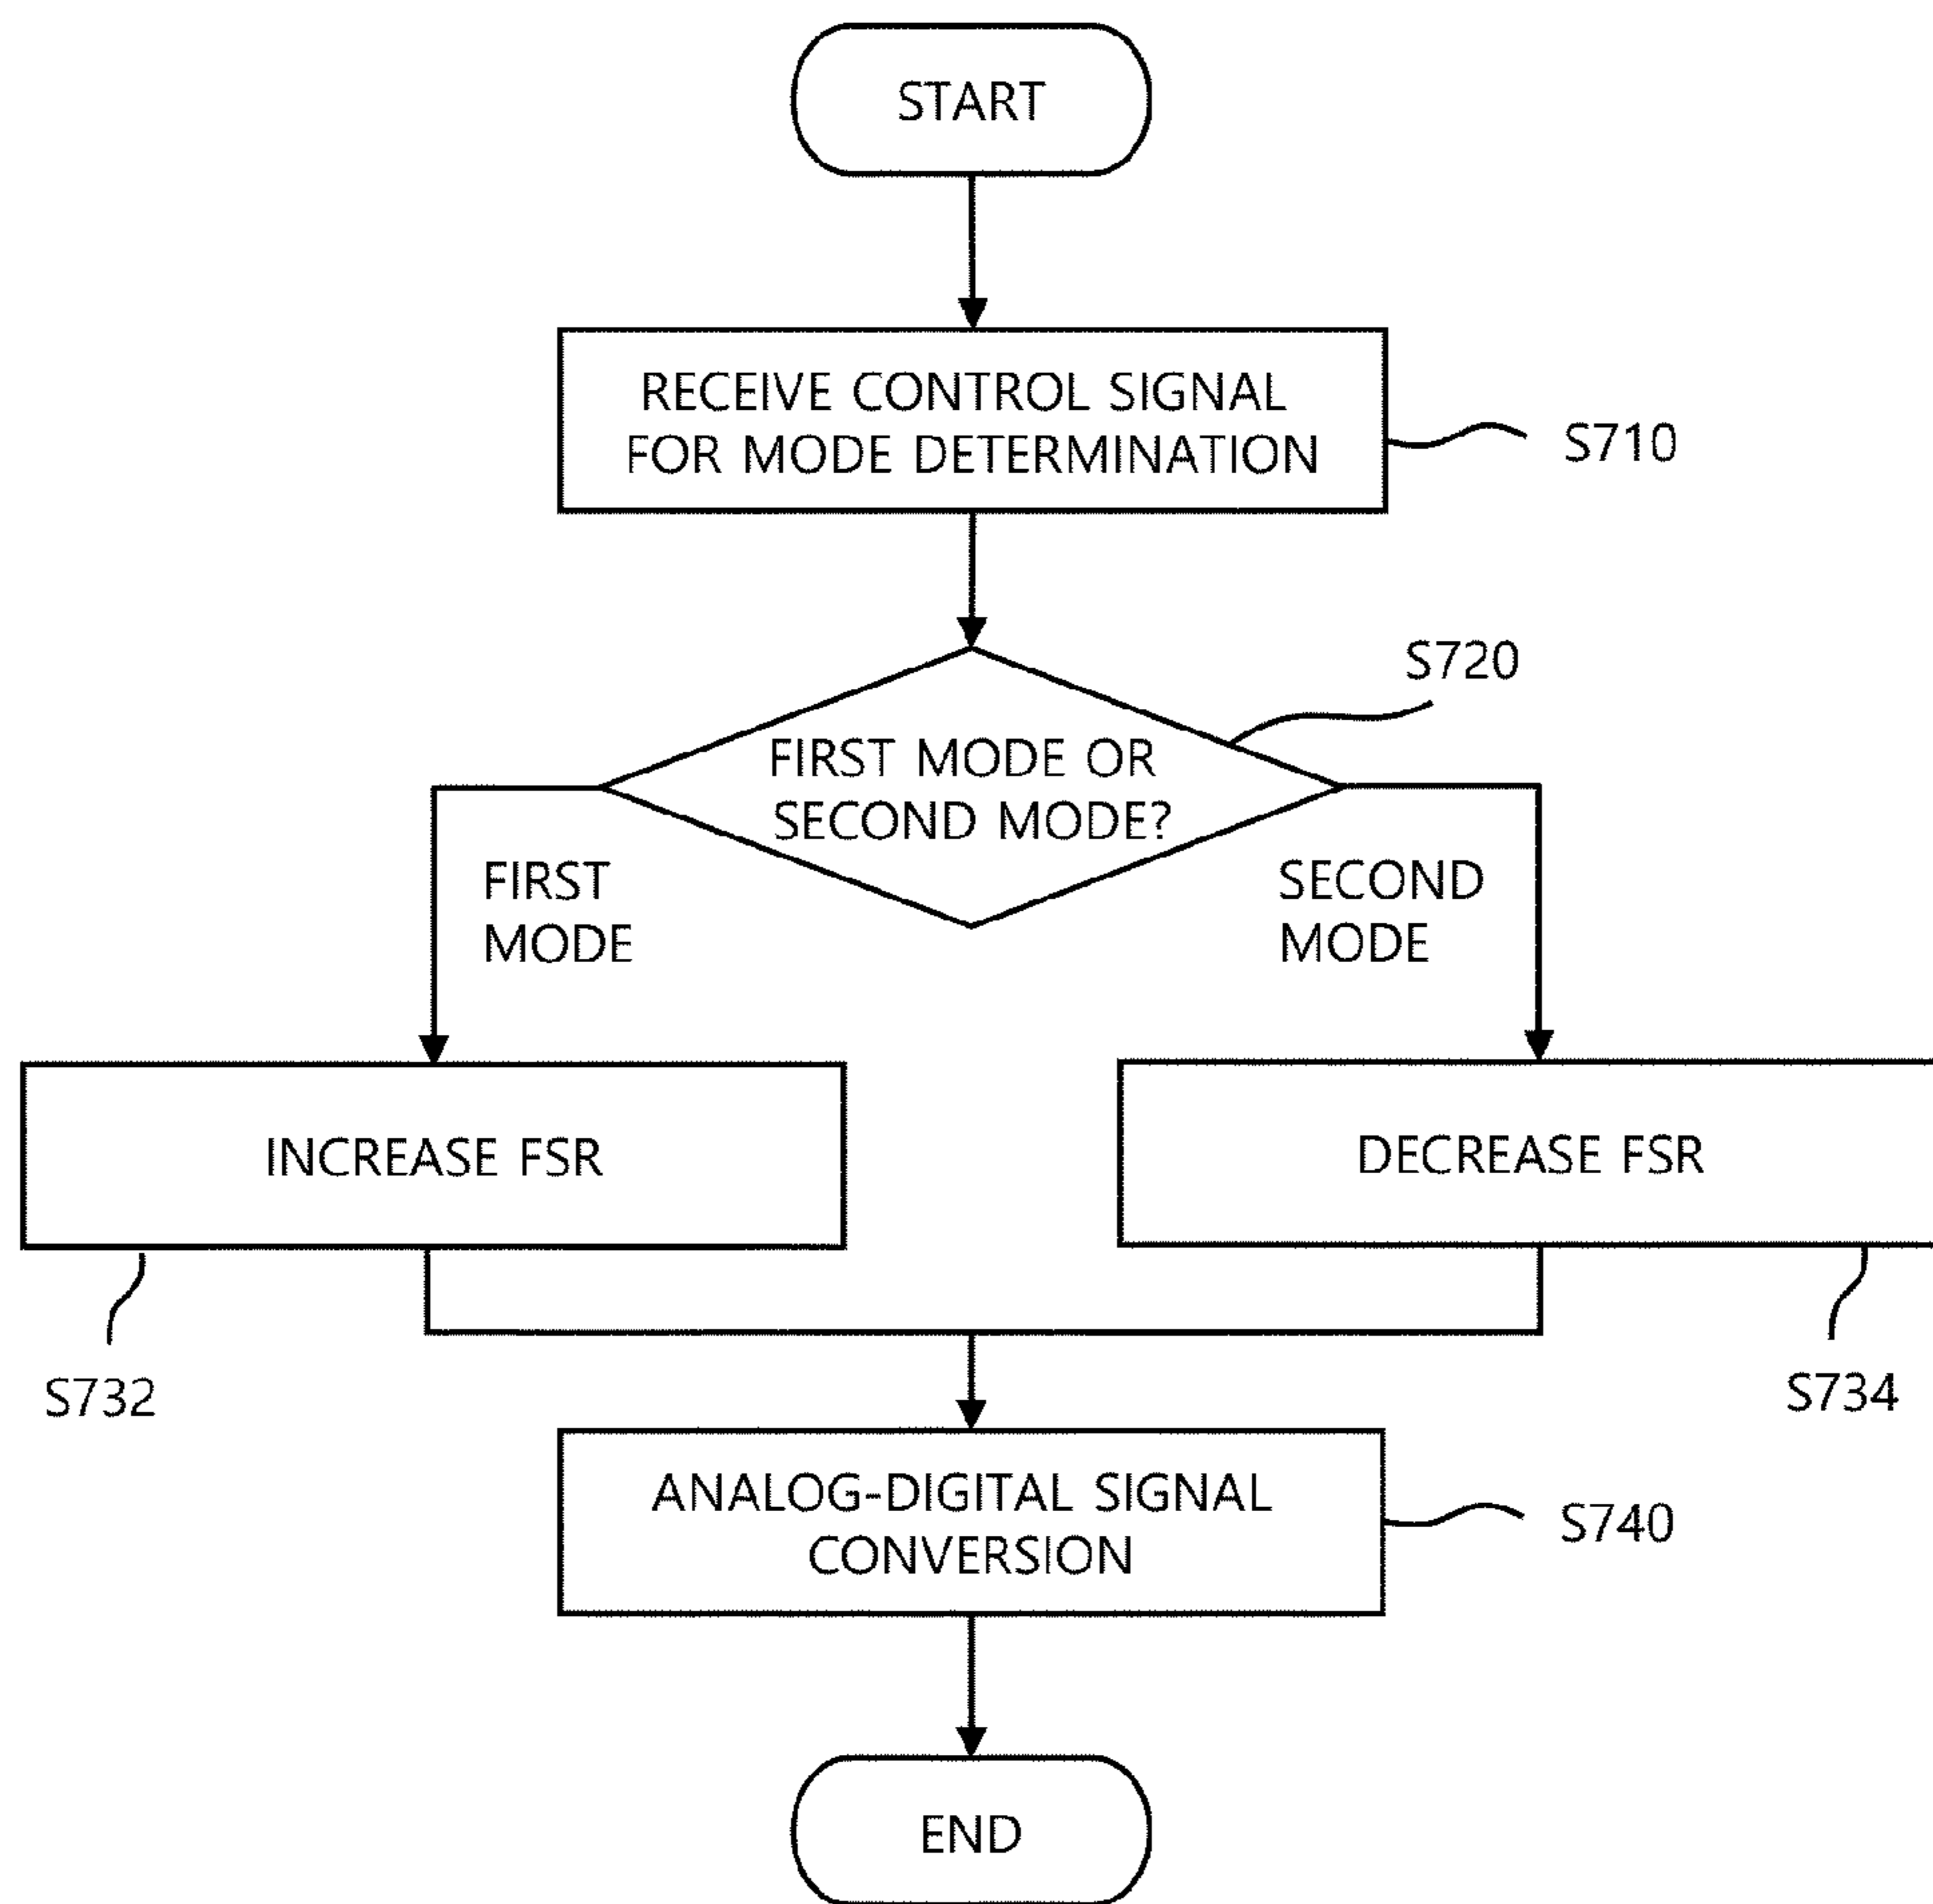 START
RECEIVE CONTROL SIGNAL
FOR MODE DETERMINATION
S710
S720
FIRST MODE OR
SECOND MODE?
FIRST
MODE
SECOND
MODE
INCREASE FSR
DECREASE FSR
S732
S734
ANALOG-DIGITAL SIGNAL
CONVERSION
S740
END